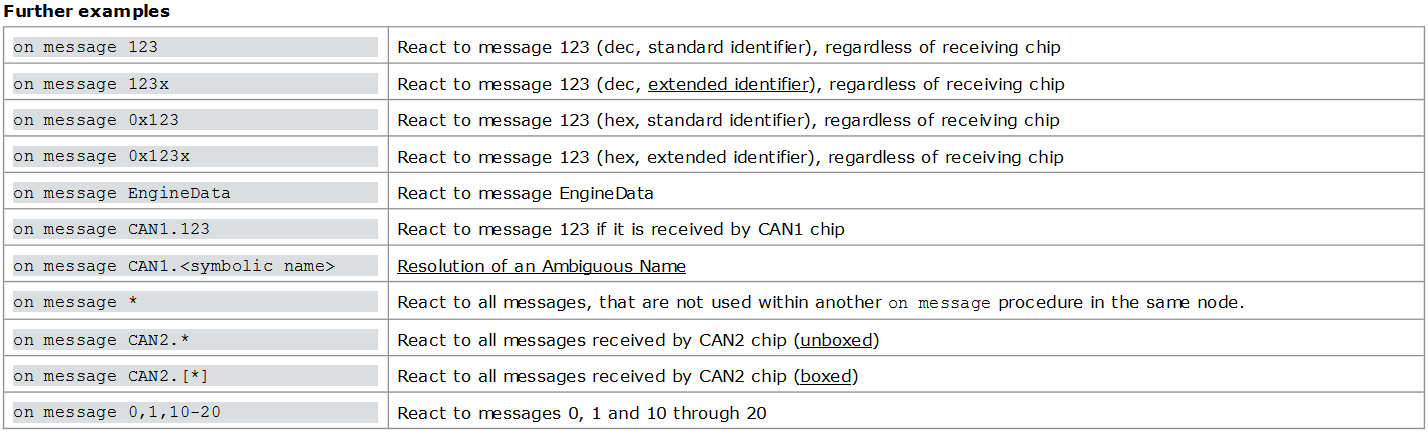 Further examples
on message 123 React to message 123 (dec, standard identifier), regardless of receiving chip
on message 123x React to message 123 (dec, extended identifier), regardless of receiving chip
on message 0x123 React to message 123 (hex, standard identifier), regardless of receiving chip
on message 0x123x React to message 123 (hex, extended identifier), regardless of receiving chip
on message EngineData React to message EngineData
on message CAN1.123 React to message 123 if it is received by CAN1 chip
on message CAN1.<symbolic name> Resolution of an Ambiguous Name
on message * React to all messages, that are not used within another on message procedure in the same node.
on message CAN2.* React to all messages received by CAN2 chip (unboxed)
on message CAN2.[*] React to all messages received by CAN2 chip (boxed)
on message 0,1,10-20 React to messages 0, 1 and 10 through 20